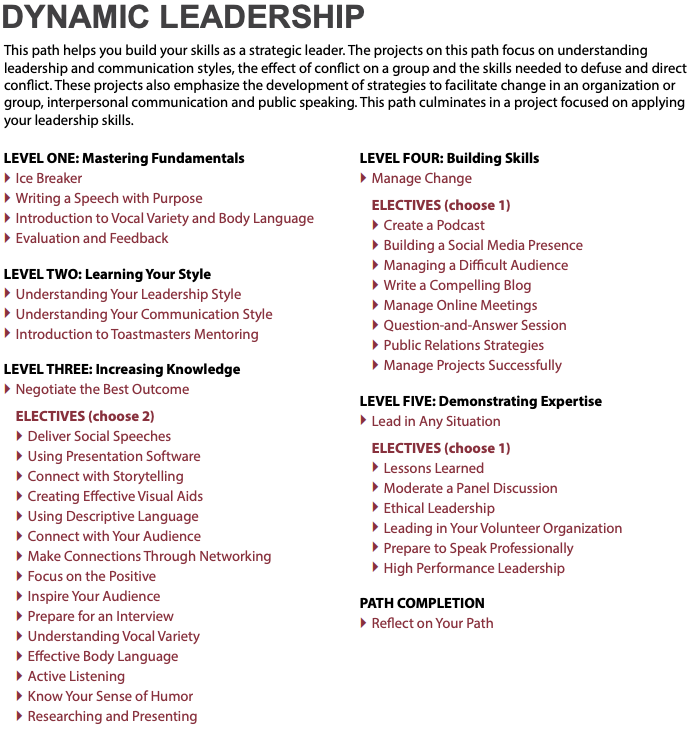 DYNAMIC LEADERSHIP
This path helps you build your skills as a strategic leader. The projects on this path focus on understanding
leadership and communication styles, the effect of conflict on a group and the skills needed to defuse and direct
conflict. These projects also emphasize the development of strategies to facilitate change in an organization or
group, interpersonal communication and public speaking. This path culminates in a project focused on applying
your leadership skills.
LEVEL ONE: Mastering Fundamentals
Ice Breaker
Writing a Speech with Purpose
Introduction to Vocal Variety and Body Language
Evaluation and Feedback
LEVEL TWO: Learning Your Style
Understanding Your Leadership Style
Understanding Your Communication Style
Introduction to Toastmasters Mentoring
LEVEL THREE: Increasing Knowledge
Negotiate the Best Outcome
ELECTIVES (choose 2)
Deliver Social Speeches
Using Presentation Software
Connect with Storytelling
Creating Effective Visual Aids
Using Descriptive Language
Connect with Your Audience
Make Connections Through Networking
Focus on the Positive
Inspire Your Audience
Prepare for an Interview
Understanding Vocal Variety
Effective Body Language
Active Listening
Know Your Sense of Humor
Researching and Presenting
LEVEL FOUR: Building Skills
Manage Change
ELECTIVES (choose 1)
Create a Podcast
Building a Social Media Presence
Managing a Difficult Audience
Write a Compelling Blog
Manage Online Meetings
Question-and-Answer Session
Public Relations Strategies
Manage Projects Successfully
LEVEL FIVE: Demonstrating Expertise
Lead in Any Situation
ELECTIVES (choose 1)
Lessons Learned
Moderate a Panel Discussion
Ethical Leadership
Leading in Your Volunteer Organization
Prepare to Speak Professionally
High Performance Leadership
PATH COMPLETION
Reflect on Your Path